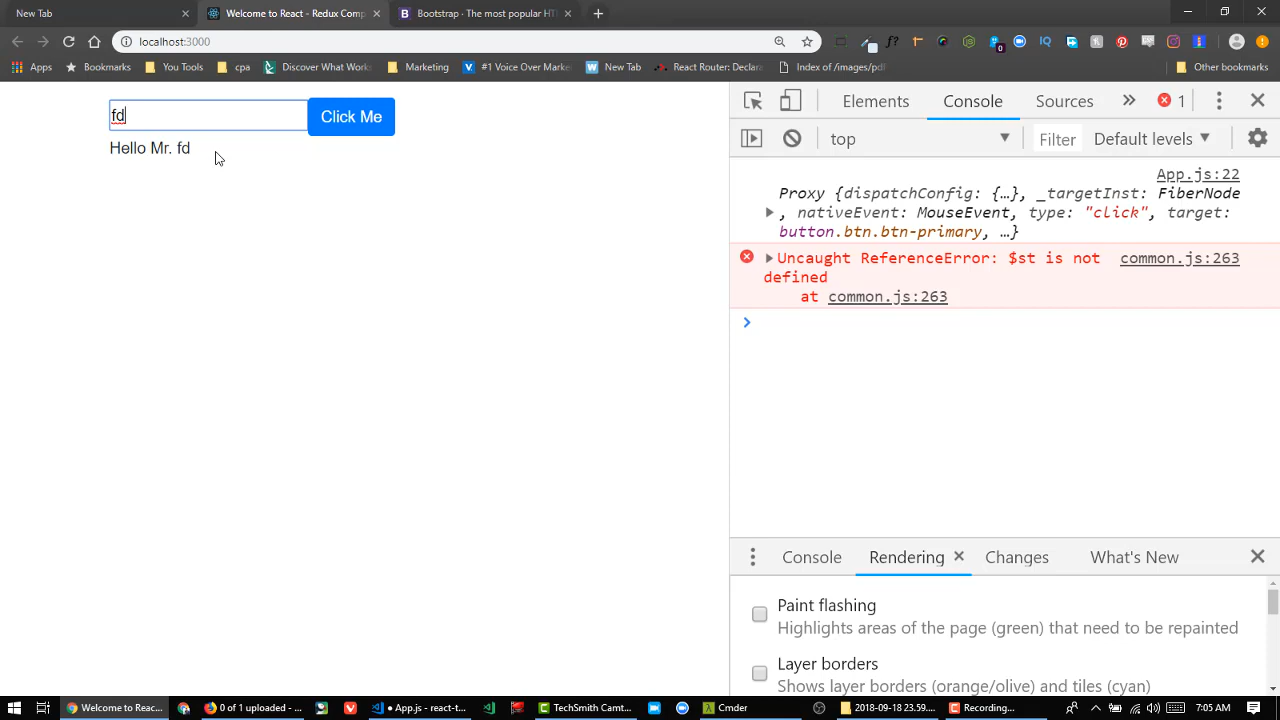 New Tab
Welcome to React - Redux Comp
Bootstrap · The most popular HT
localhost:3000
f?
0
IQ
Apps
Bookmarks
You Tools
cpa
Discover What Works
Marketing
#1 Voice Over Marke
New Tab
React Router: Declara
Index of /images/pdf
Other bookmarks
fd
Click Me
Hello Mr. fd
Elements
Console
Sources
1
top
Filter
Default levels
App.js:22
Proxy {dispatchConfig: {…}, _targetInst: FiberNode
, nativeEvent: MouseEvent, type: "click", target:
button.btn.btn-primary, …}
Uncaught ReferenceError: $st is not
common.js:263
defined
at common.js:263
Console
Rendering
Changes
What's New
Paint flashing
Highlights areas of the page (green) that need to be repainted
Layer borders
Shows layer borders (orange/olive) and tiles (cyan)
Welcome to Reac...
0 of 1 uploaded - ...
App.js - react-t...
TechSmith Camt...
Cmder
2018-09-18 23.59....
Recording...
7:05 AM